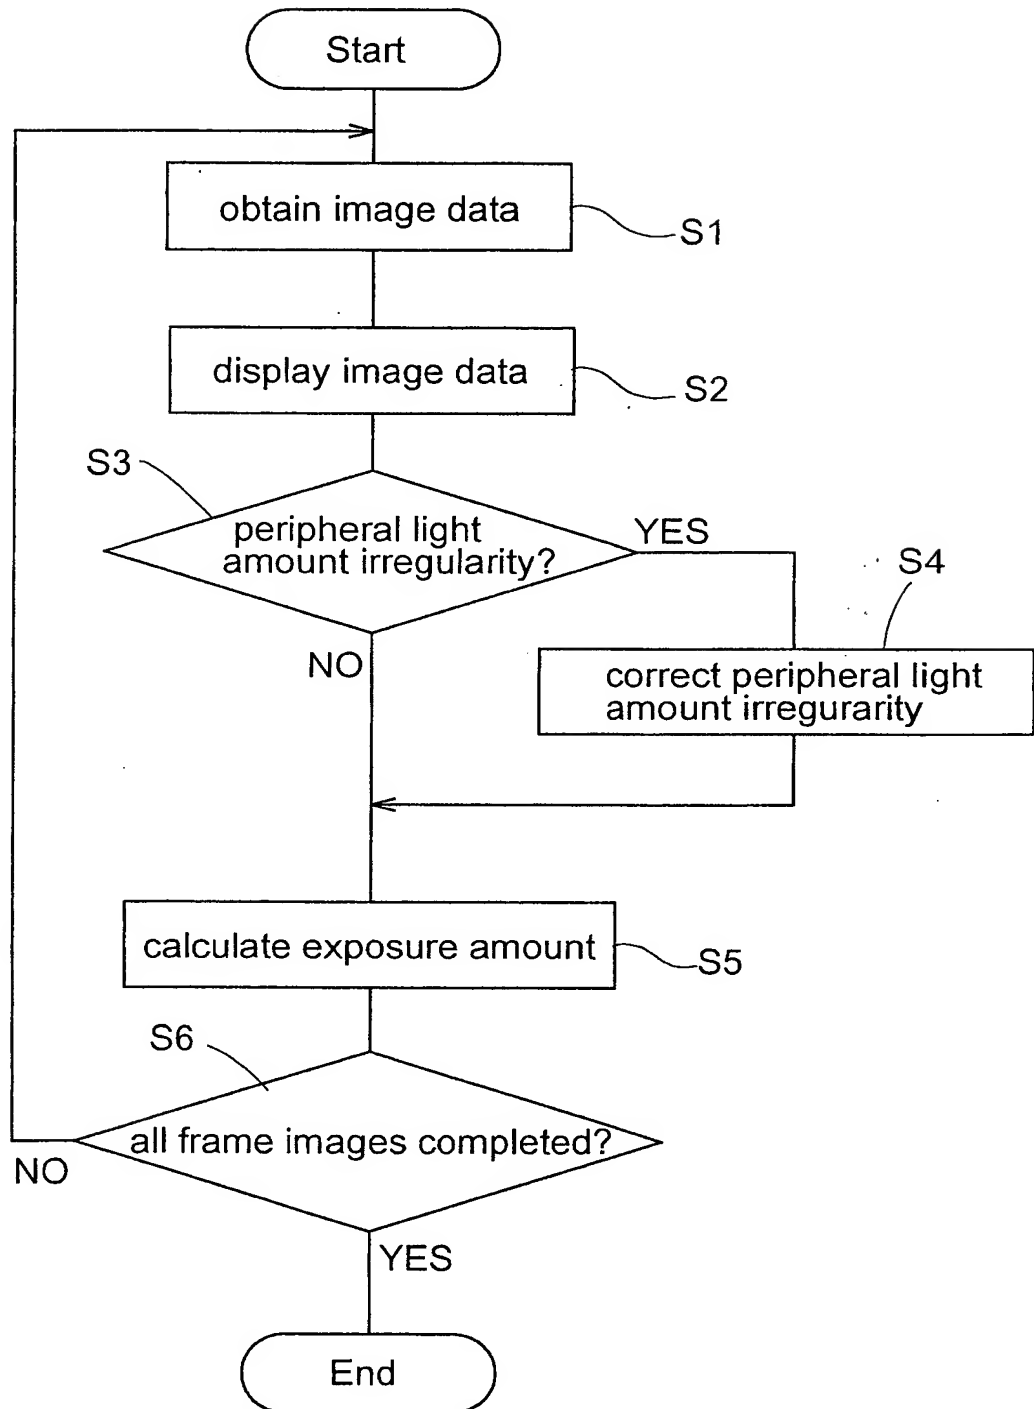 Start
obtain image data
S1
display image data
S2
S3
peripheral light
amount irregularity?
YES
S4
NO
correct peripheral light
amount irregurarity
calculate exposure amount
S5
S6
all frame images completed?
NO
YES
End